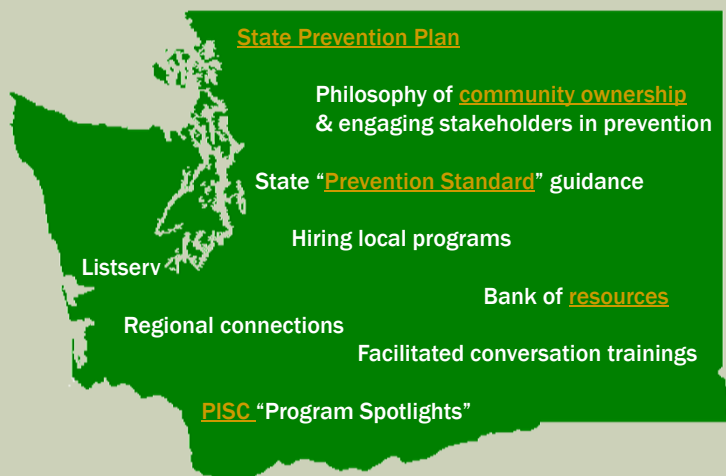 State Prevention Plan
Philosophy of community ownership
& engaging stakeholders in prevention
State “Prevention Standard” guidance
Hiring local programs
Listserv
Bank of resources
Regional connections
Facilitated conversation trainings
PISC “Program Spotlights”